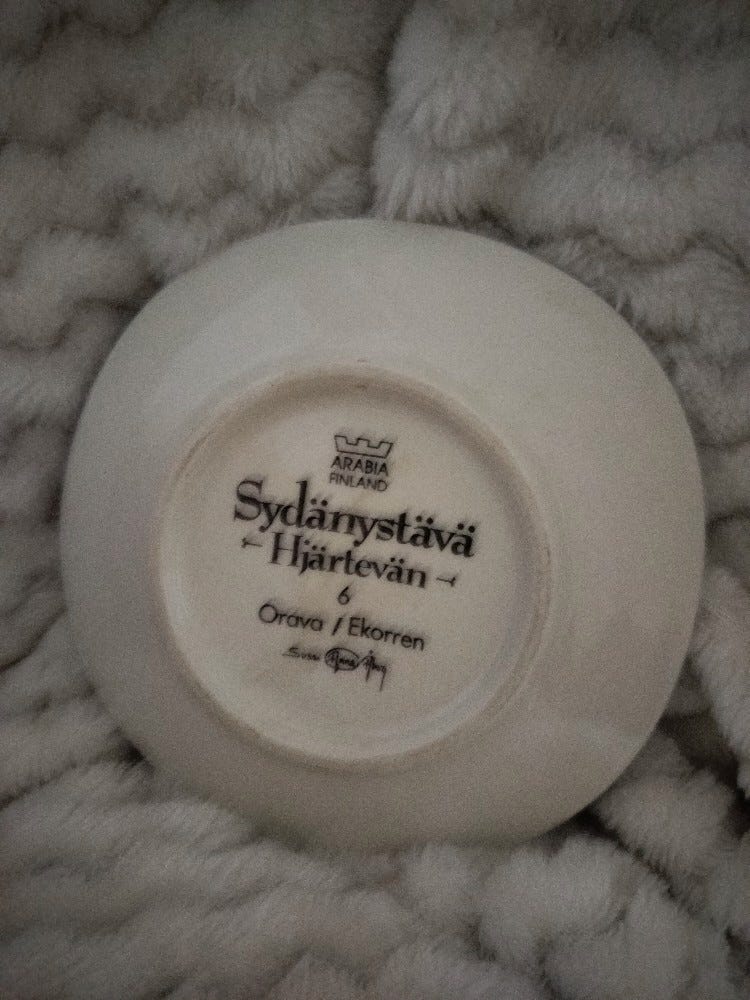 ARABIA
FINLAND
Sydänystävä
Hjärtevän
6
Orava / Ekorren